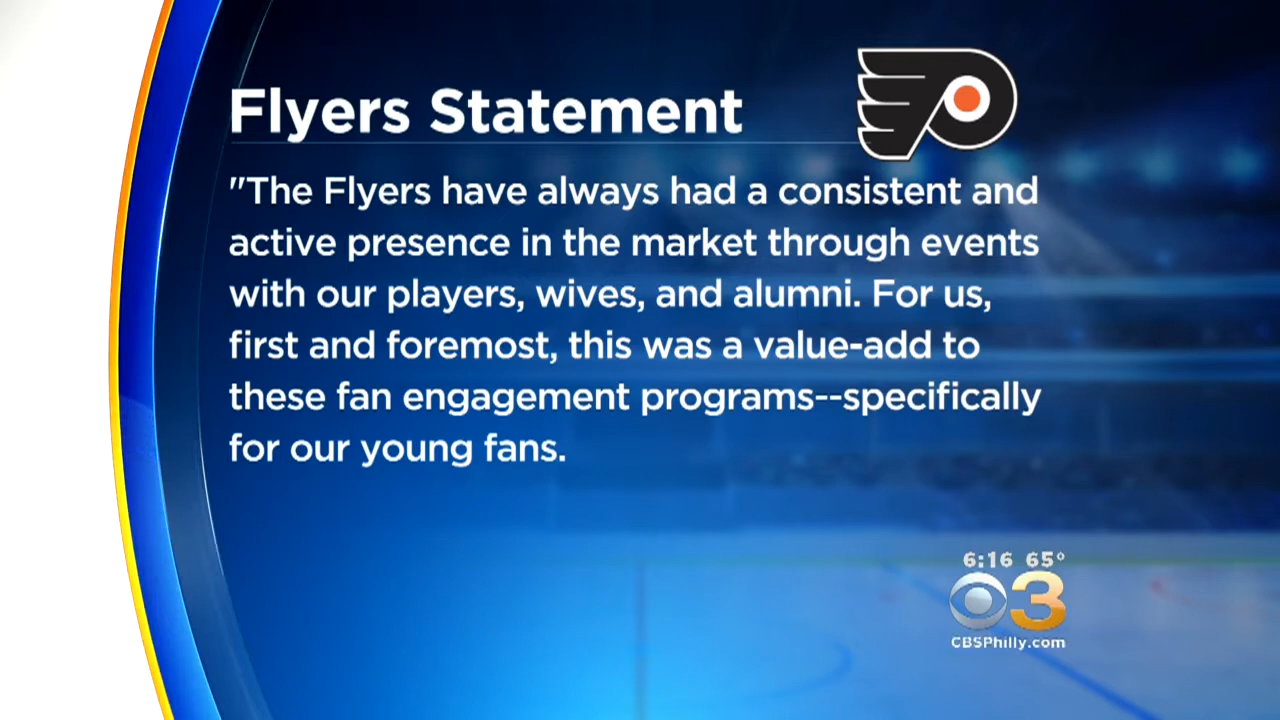 Flyers Statement
"The Flyers have always had a consistent and
active presence in the market through events
with our players, wives, and alumni. For us,
first and foremost, this was a value-add to
these fan engagement programs--specifically
for our young fans.
6:16 65°
3
CBSPhilly.com